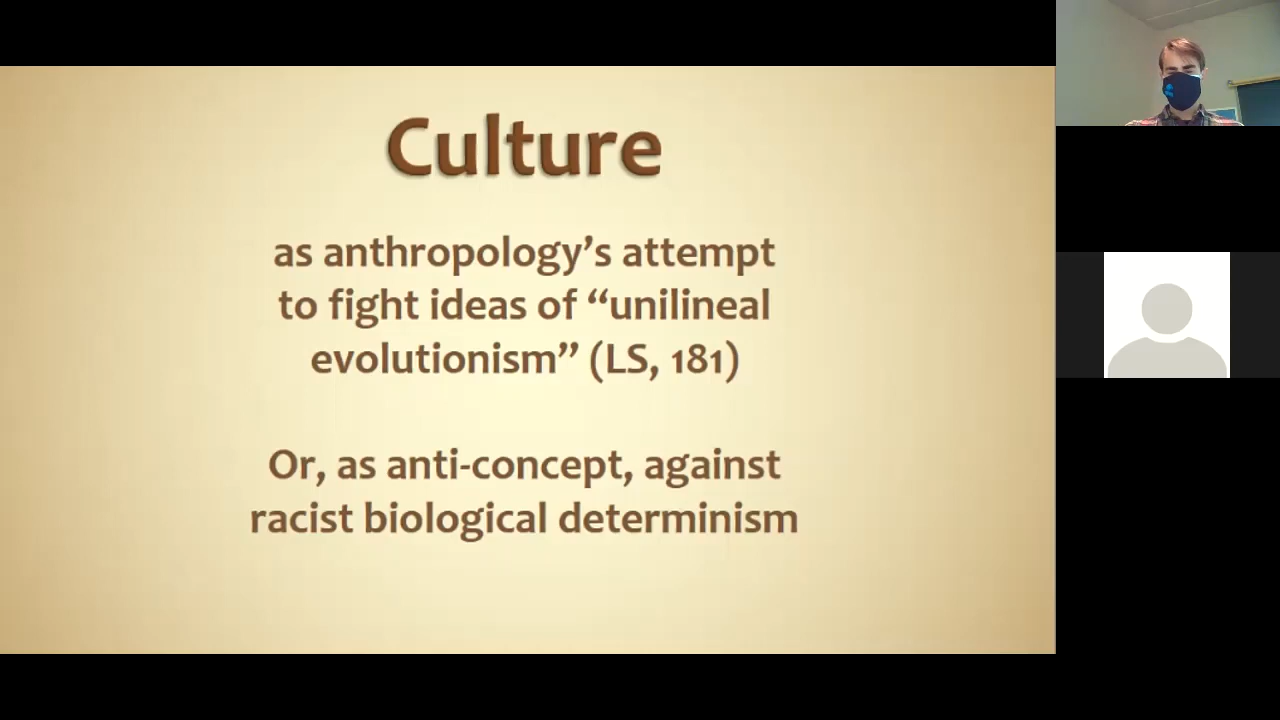 Culture
as anthropology’s attempt
to fight ideas of “unilineal
evolutionism” (LS, 181)
Or, as anti-concept, against
racist biological determinism